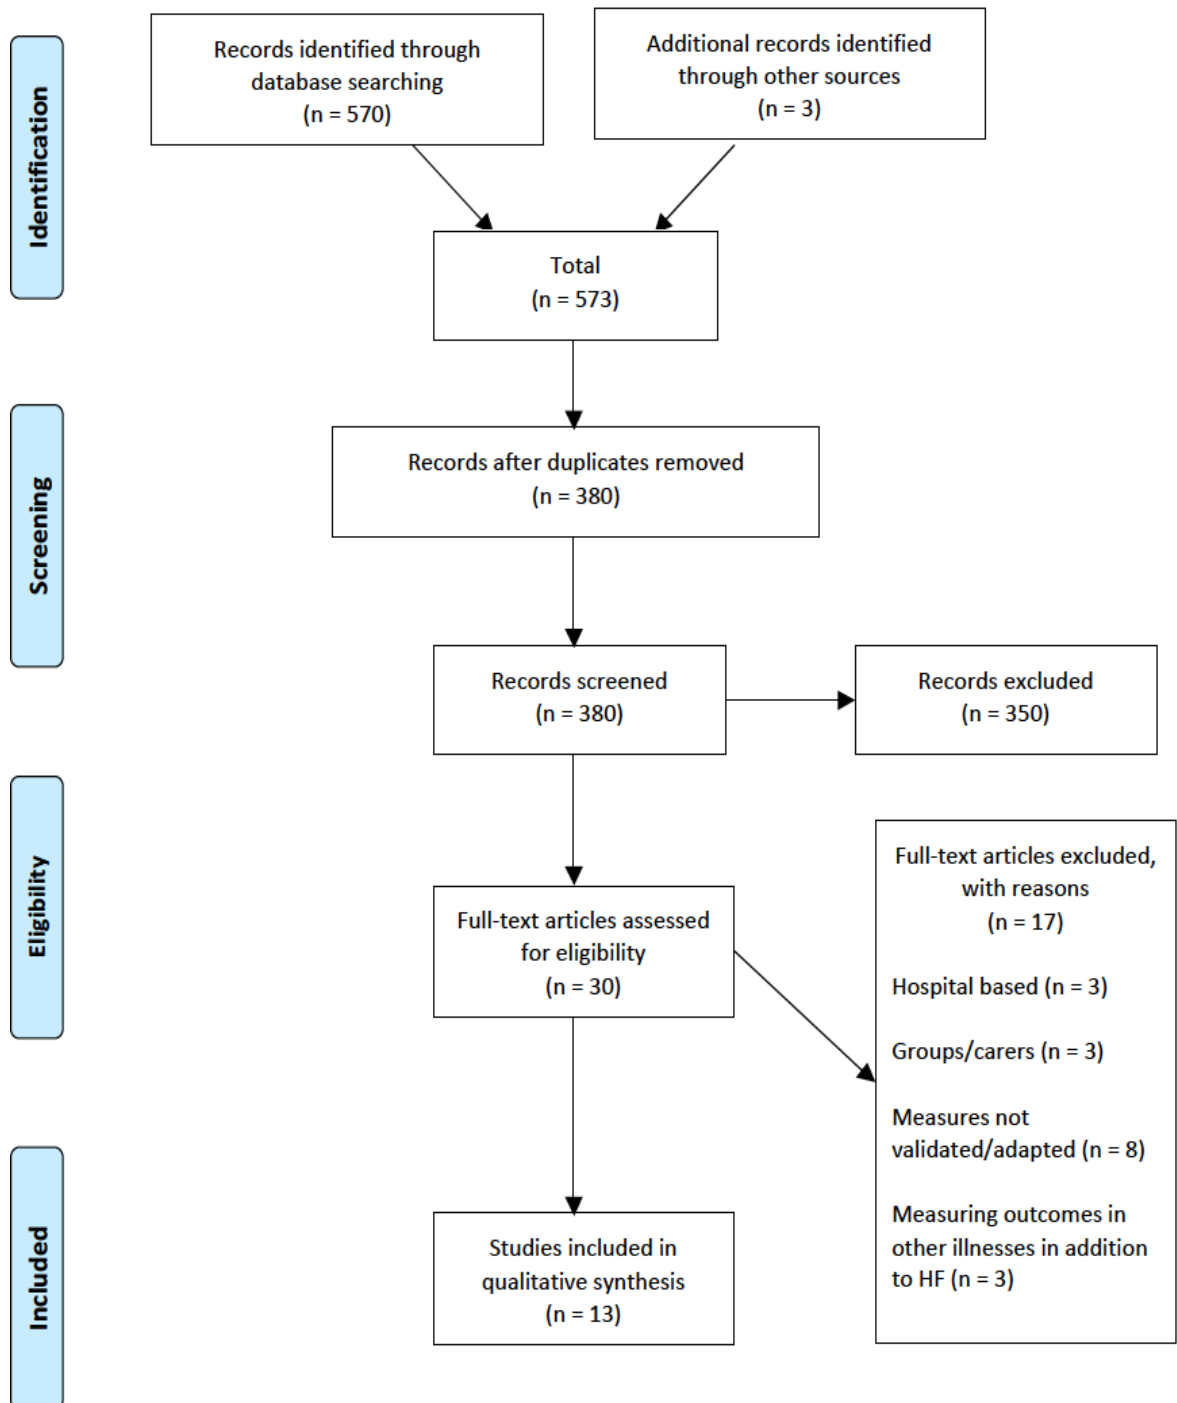 Identification
Records identified through
database searching
(n = 570)
Additional records identified
through other sources
(n = 3)
Total
(n = 573)
Screening
Records after duplicates removed
(n = 380)
Records screened
(n = 380)
Records excluded
(n = 350)
Eligibility
Full-text articles assessed
for eligibility
(n = 30)
Full-text articles excluded,
with reasons
(n = 17)
Hospital based (n = 3)
Groups/carers (n = 3)
Measures not
validated/adapted (n = 8)
Measuring outcomes in
other illnesses in addition
to HF (n = 3)
Included
Studies included in
qualitative synthesis
(n = 13)